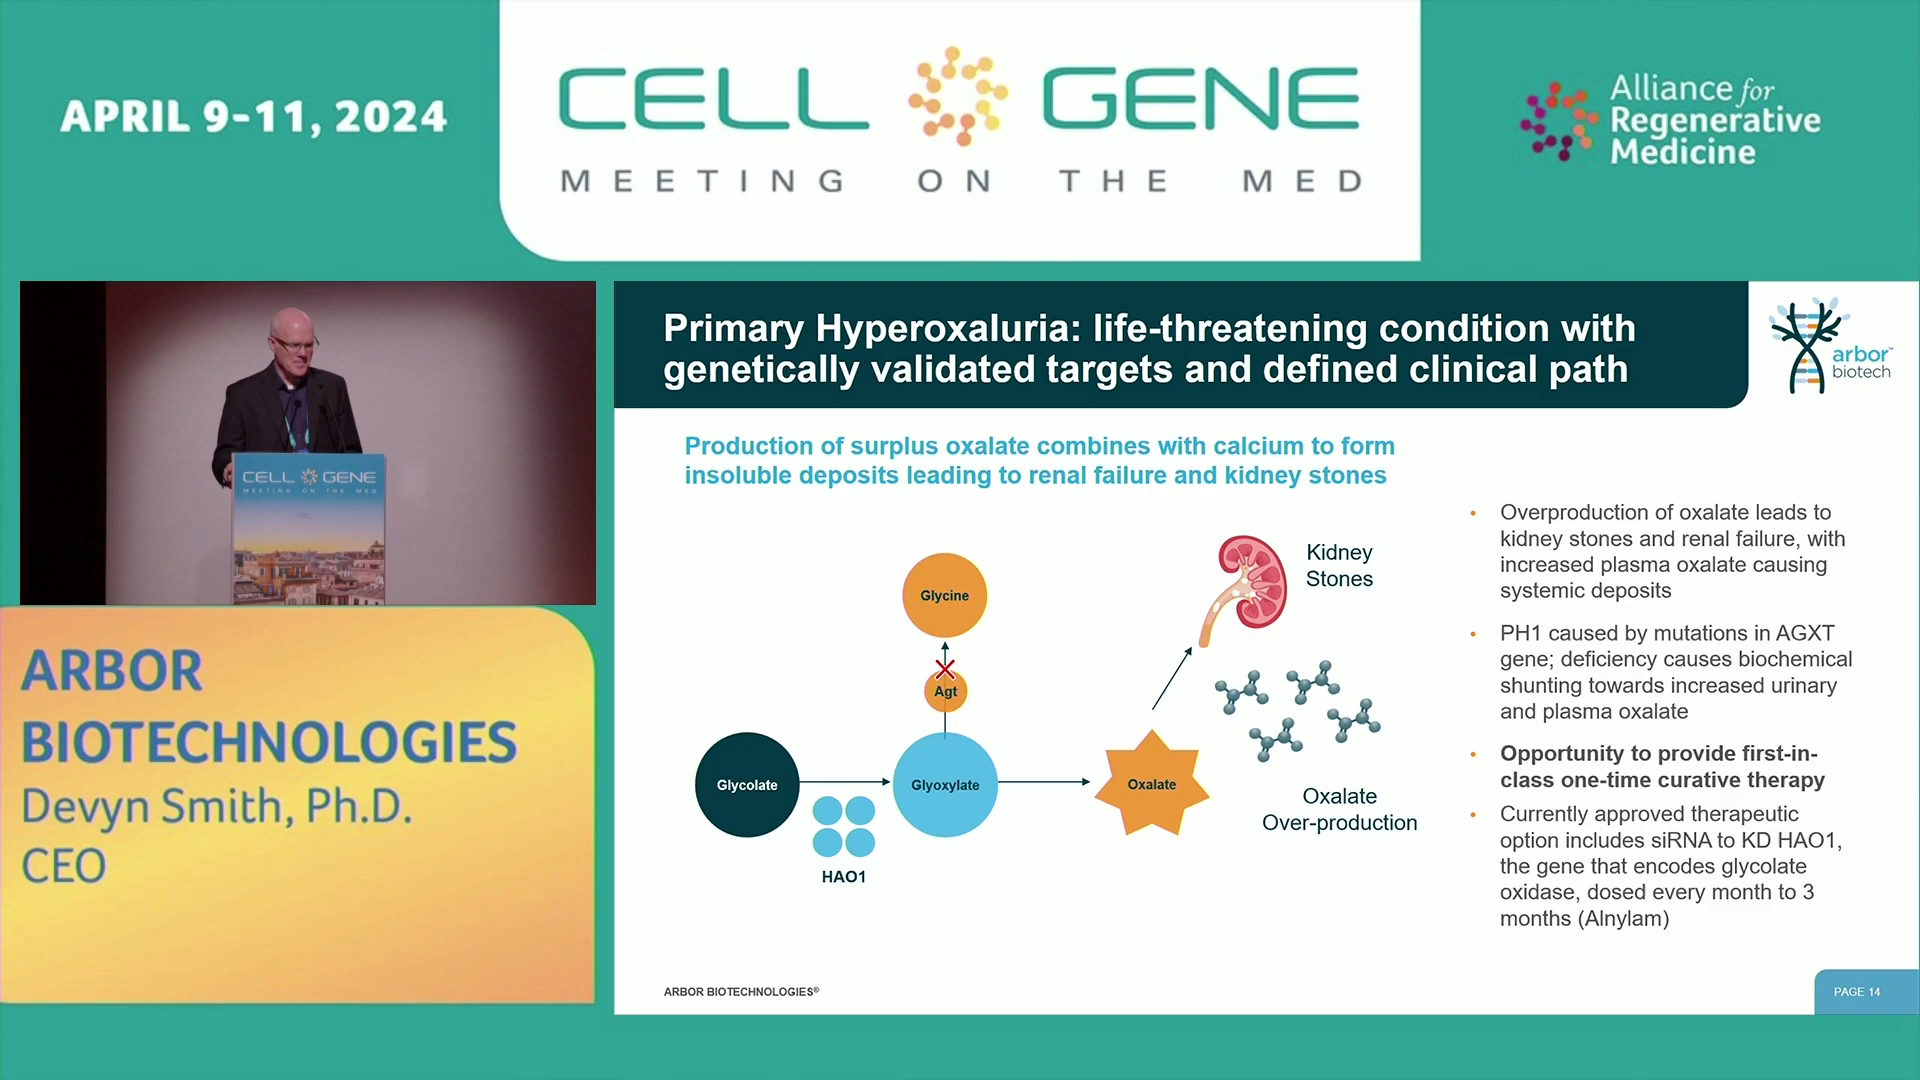 APRIL 9-11, 2024
CELL GENE
MEETING ON THE MED
Alliance for
Regenerative
Medicine
CELL GENE
MEETING ON THE MED
ARBOR
BIOTECHNOLOGIES
Devyn Smith, Ph.D.
CEO
Primary Hyperoxaluria: life-threatening condition with
genetically validated targets and defined clinical path
arbor™
biotech
Production of surplus oxalate combines with calcium to form
insoluble deposits leading to renal failure and kidney stones
Glycine
Agt
Glycolate
Glyoxylate
Oxalate
HAO1
Kidney
Stones
Oxalate
Over-production
• Overproduction of oxalate leads to
kidney stones and renal failure, with
increased plasma oxalate causing
systemic deposits
• PH1 caused by mutations in AGXT
gene; deficiency causes biochemical
shunting towards increased urinary
and plasma oxalate
• Opportunity to provide first-in-
class one-time curative therapy
• Currently approved therapeutic
option includes siRNA to KD HAO1,
the gene that encodes glycolate
oxidase, dosed every month to 3
months (Alnylam)
ARBOR BIOTECHNOLOGIES®
PAGE 14